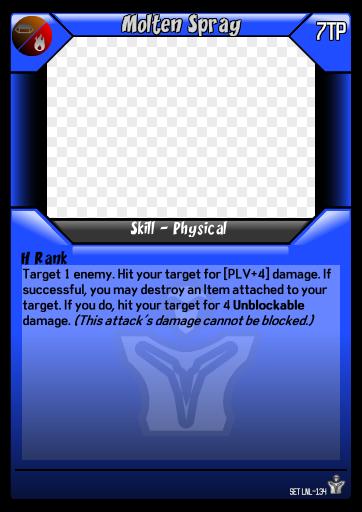 Molten Spray
7TP
Skill - Physical
H Rank
Target 1 enemy. Hit your target for [PLV+4] damage. If
successful, you may destroy an Item attached to your
target. If you do, hit your target for 4 Unblockable
damage. (This attack's damage cannot be blocked.)
SET LNL-134